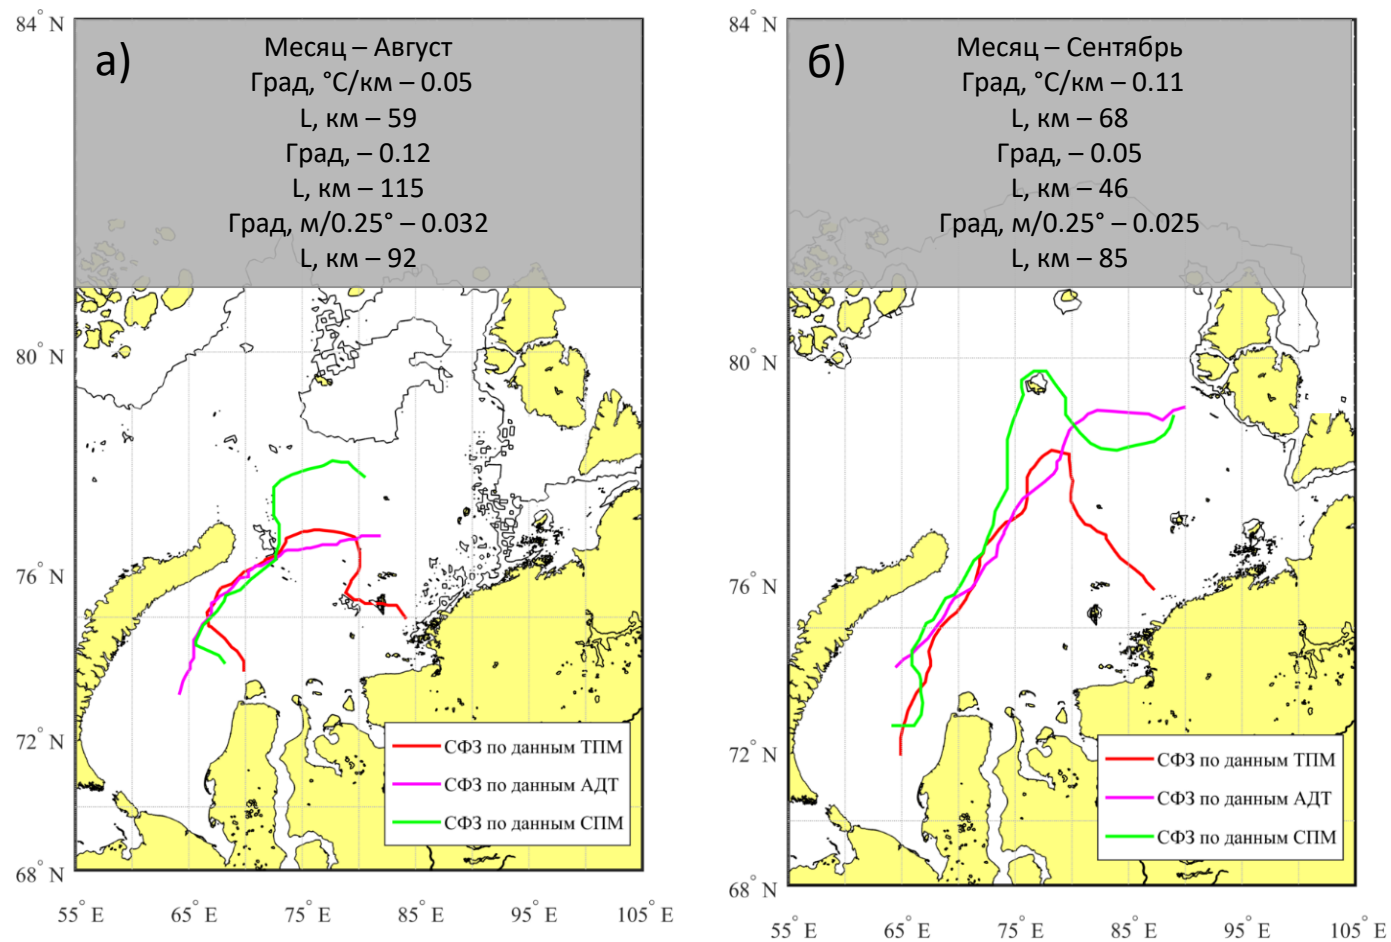 84° N
80° N
76° N
72° N
68° N
55° E
65° E
75° E
85° E
95° E
105° E
а)
Месяц – Август
Град, °С/км – 0.05
L, км – 59
Град, – 0.12
L, км – 115
Град, м/0.25° – 0.032
L, км – 92
СФЗ по данным ТПМ
СФЗ по данным АДТ
СФЗ по данным СПМ
84° N
80° N
76° N
72° N
68° N
55° E
65° E
75° E
85° E
95° E
105° E
б)
Месяц – Сентябрь
Град, °С/км – 0.11
L, км – 68
Град, – 0.05
L, км – 46
Град, м/0.25° – 0.025
L, км – 85
СФЗ по данным ТПМ
СФЗ по данным АДТ
СФЗ по данным СПМ